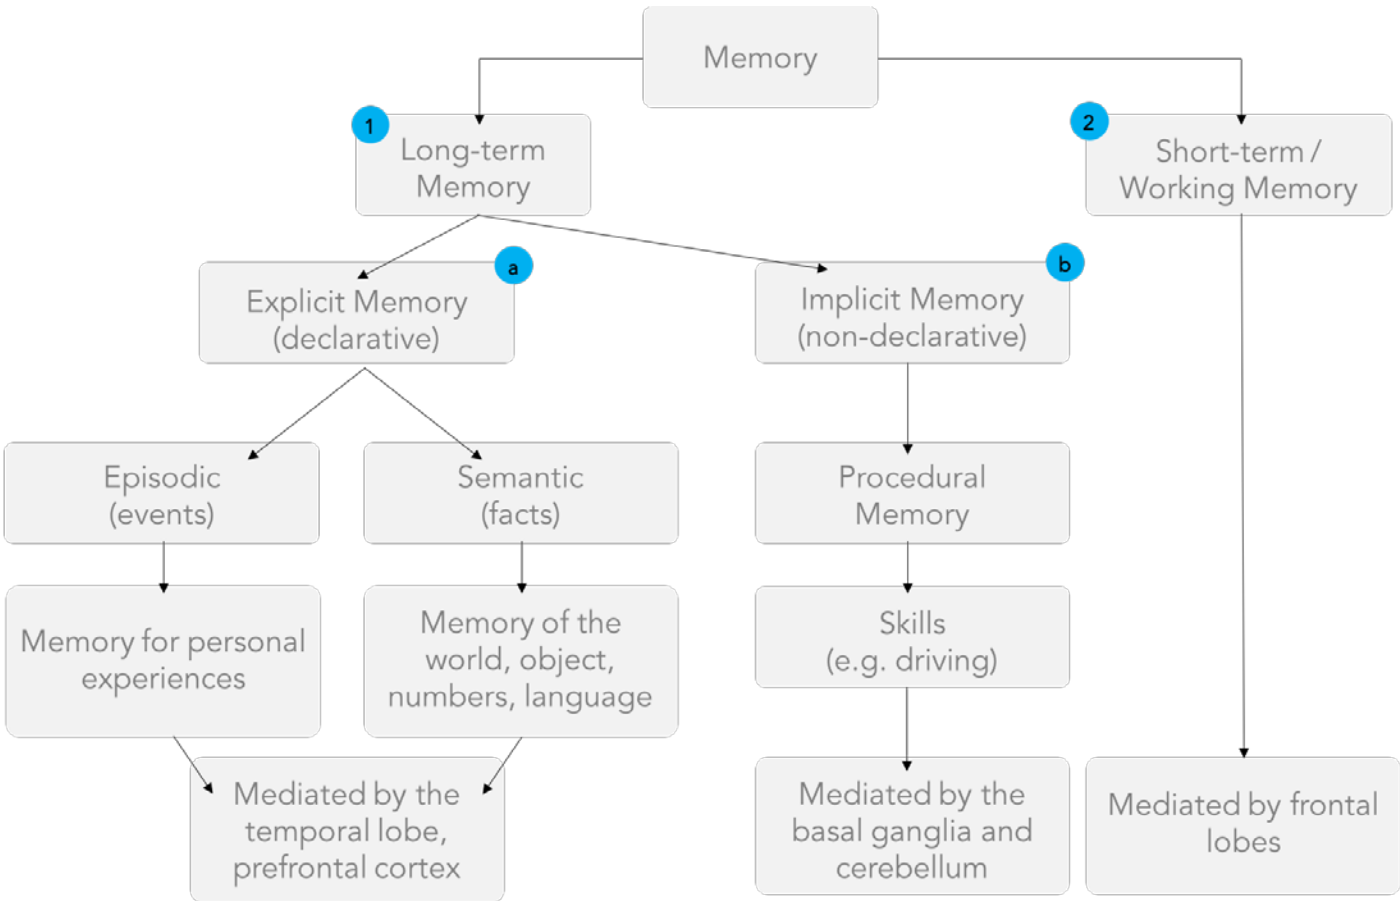 Memory
1
Long-term
Memory
2
Short-term /
Working Memory
a
Explicit Memory
(declarative)
b
Implicit Memory
(non-declarative)
Episodic
(events)
Semantic
(facts)
Procedural
Memory
Memory for personal
experiences
Memory of the
world, object,
numbers, language
Skills
(e.g. driving)
Mediated by the
temporal lobe,
prefrontal cortex
Mediated by the
basal ganglia and
cerebellum
Mediated by frontal
lobes